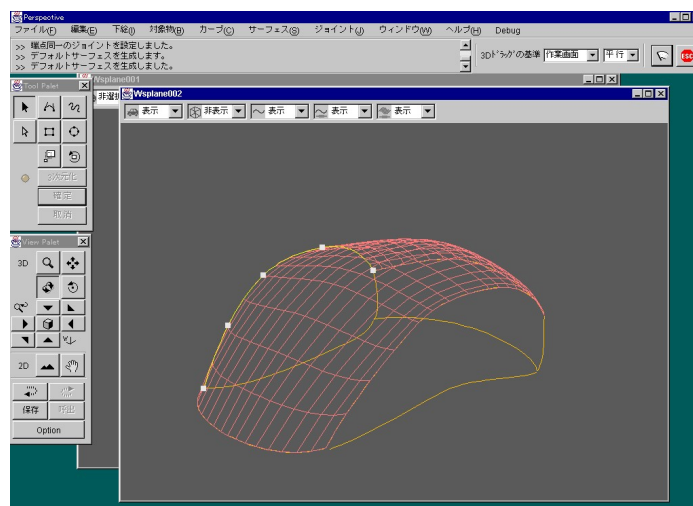 Perspective
ファイル(F) 編集(E) 下絵(I) 対象物(B) カーブ(C) サーフェス(S) ジョイント(J) ウィンドウ(W) ヘルプ(H) Debug
>> 端点同一のジョイントを設定しました。
>> デフォルトサーフェスを生成します。
>> デフォルトサーフェスを生成しました。
3Dドラッグの基準 作業画面 平行
ESC
Wsplane001
Tool Palet
Wsplane002
表示 非表示 表示 表示 表示
3次元化
確定
取消
View Palet
3D
2D
保存 呼出
Option